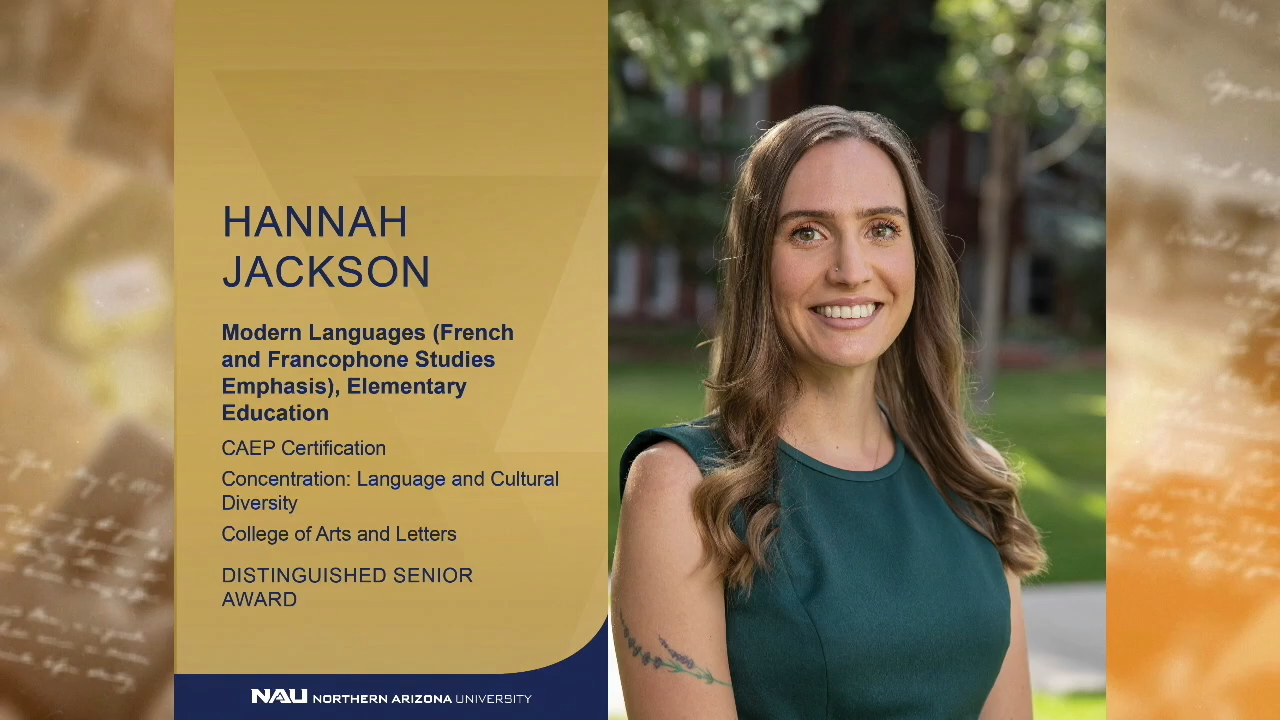 HANNAH
JACKSON
Modern Languages (French
and Francophone Studies
Emphasis), Elementary
Education
CAEP Certification
Concentration: Language and Cultural
Diversity
College of Arts and Letters
DISTINGUISHED SENIOR
AWARD
NAU NORTHERN ARIZONA UNIVERSITY